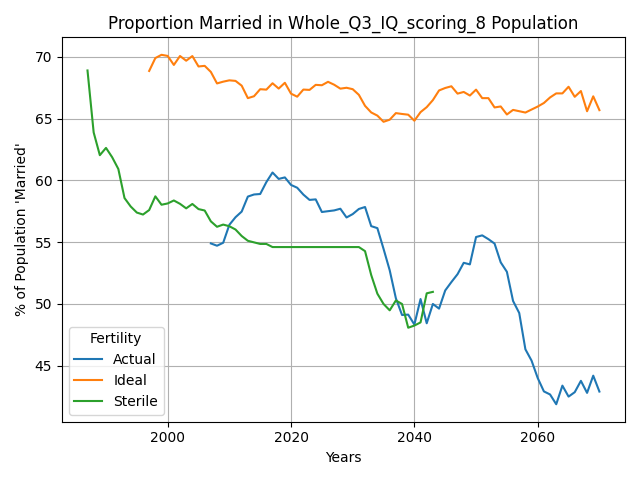 Proportion Married in Whole_Q3_IQ_scoring_8 Population
% of Population 'Married'
70
65
60
55
50
45
Fertility
Actual
Ideal
Sterile
2000 2020 2040 2060
Years